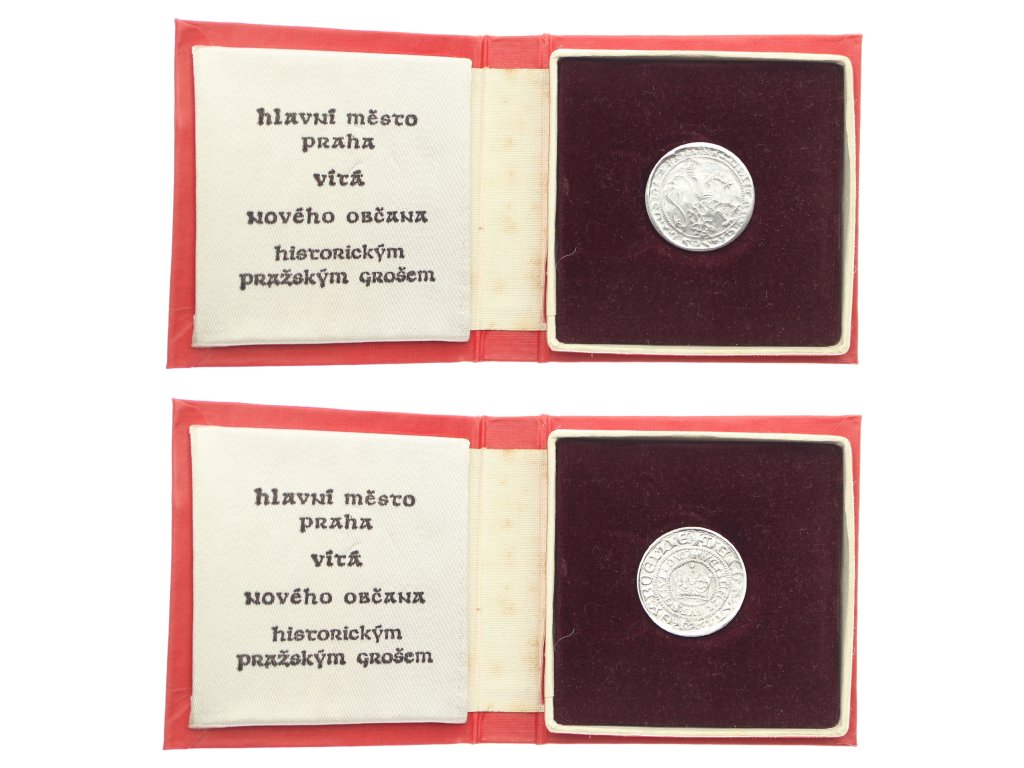 hlavní město
praha
vítá
nového občana
historickým
pražským grošem
hlavní město
praha
vítá
nového občana
historickým
pražským grošem